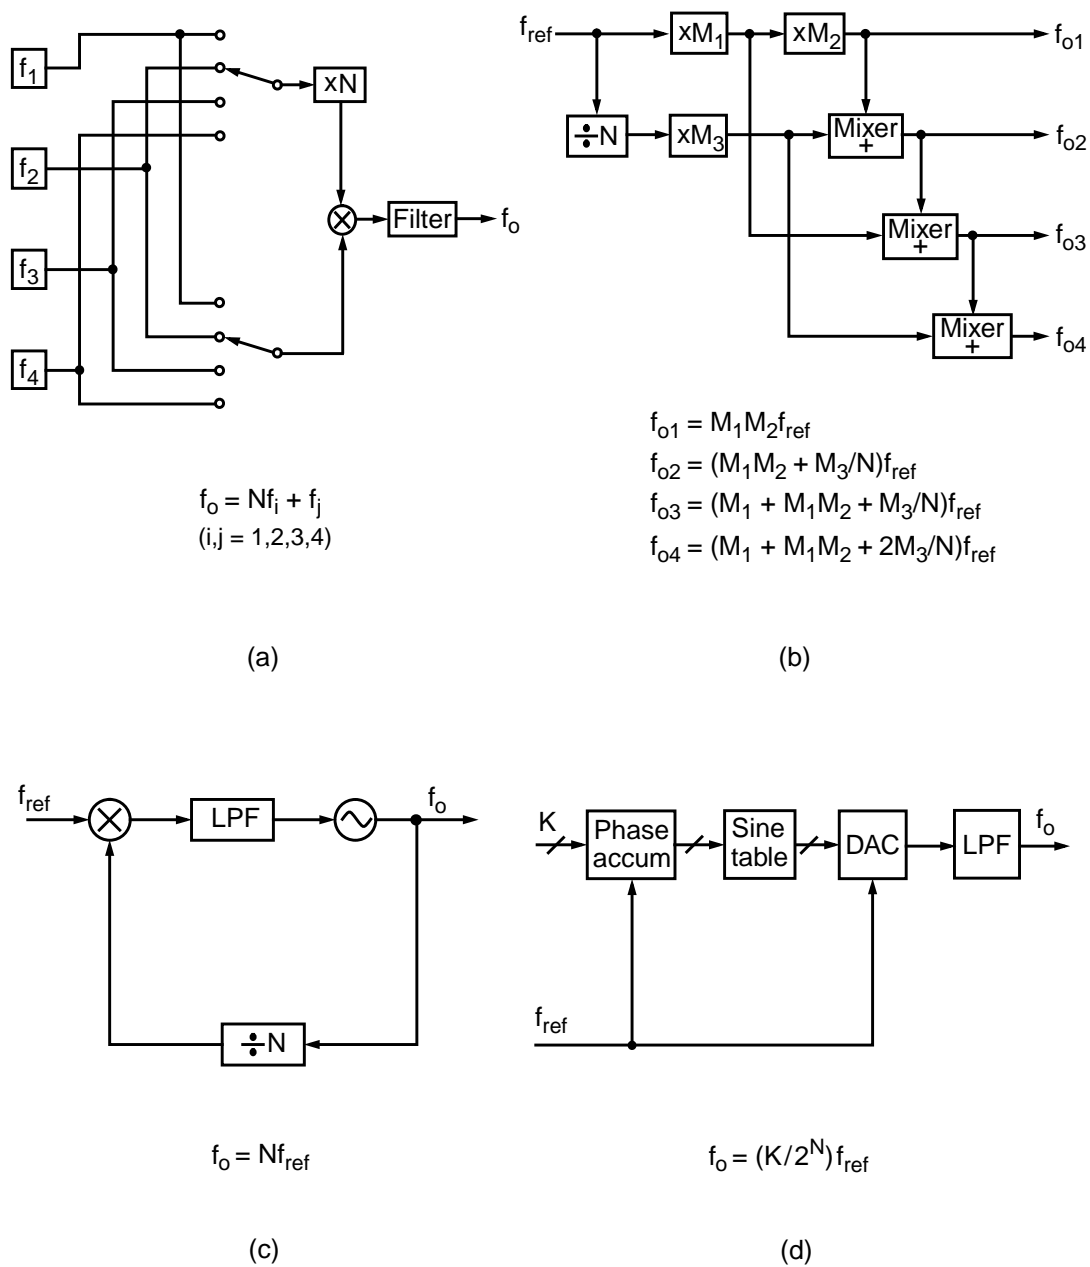 f1
f2
f3
f4
xN
Filter
fo
fo = Nfi + fj
(i,j = 1,2,3,4)
(a)
fref
xM1
xM2
fo1
÷N
xM3
Mixer
+
fo2
Mixer
+
fo3
Mixer
+
fo4
fo1 = M1M2fref
fo2 = (M1M2 + M3/N)fref
fo3 = (M1 + M1M2 + M3/N)fref
fo4 = (M1 + M1M2 + 2M3/N)fref
(b)
fref
LPF
fo
÷N
fo = Nfref
(c)
K
Phase
accum
Sine
table
DAC
LPF
fo
fref
fo = (K/2^N) fref
(d)